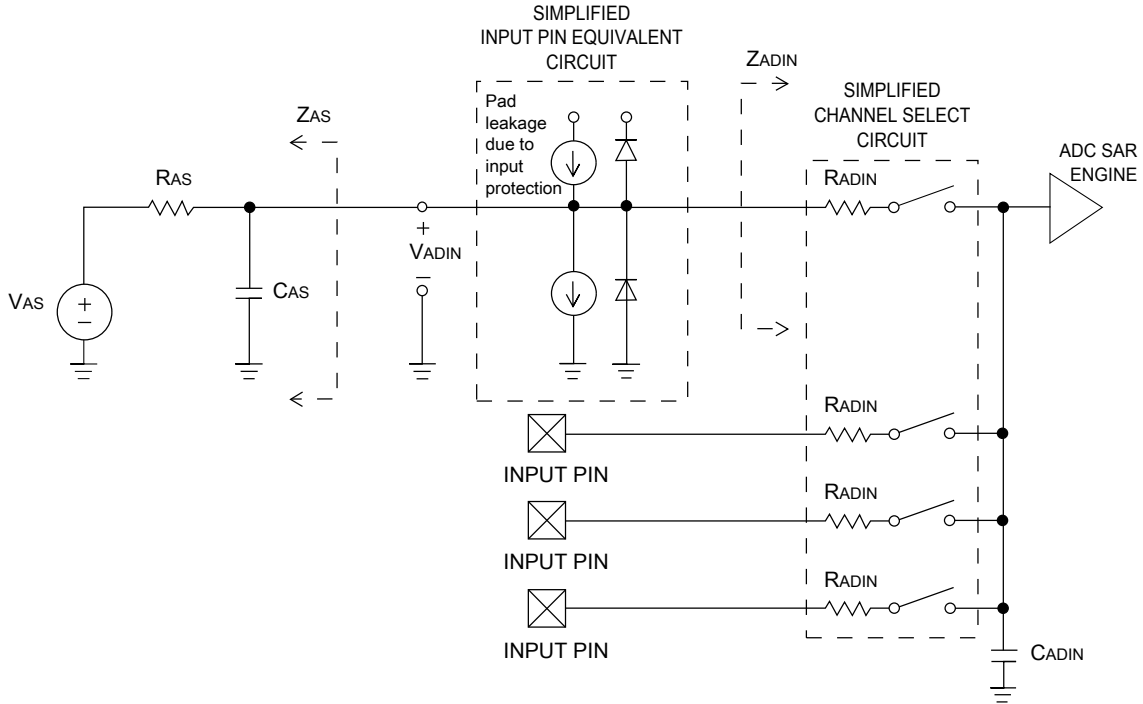 SIMPLIFIED
INPUT PIN EQUIVALENT
CIRCUIT
ZADIN
SIMPLIFIED
CHANNEL SELECT
CIRCUIT
Pad
leakage
due to
input
protection
ZAS
ADC SAR
ENGINE
RAS
RADIN
+
VADIN
–
VAS
+
–
CAS
RADIN
INPUT PIN
RADIN
INPUT PIN
RADIN
INPUT PIN
CADIN